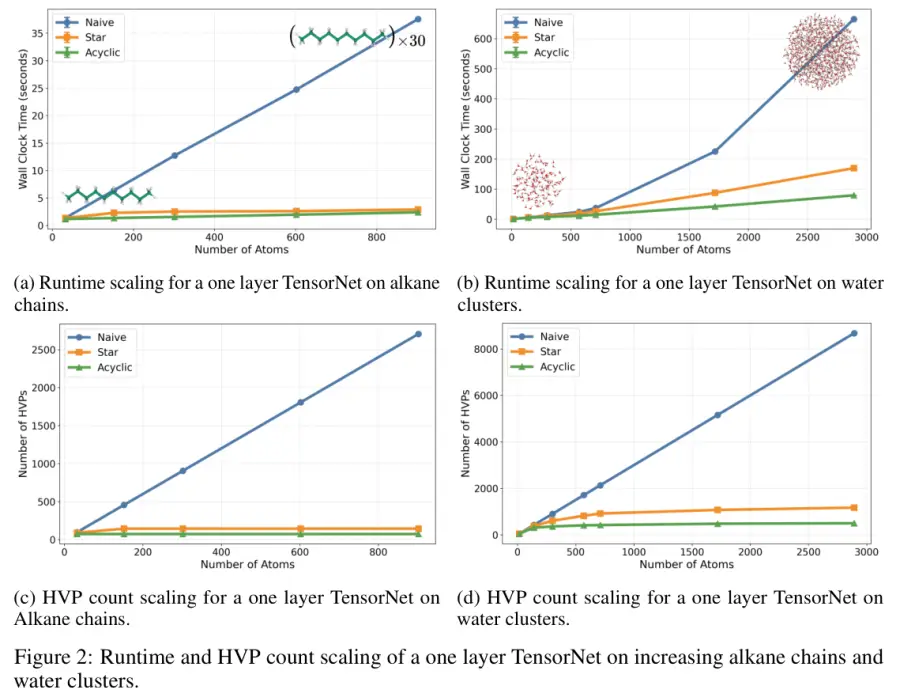 Naive
Star
Acyclic
( )×30
Wall Clock Time (seconds)
35
30
25
20
15
10
5
0
0 200 400 600 800
Number of Atoms
Naive
Star
Acyclic
Wall Clock Time (seconds)
600
500
400
300
200
100
0
0 500 1000 1500 2000 2500 3000
Number of Atoms
(a) Runtime scaling for a one layer TensorNet on alkane
chains.
(b) Runtime scaling for a one layer TensorNet on water
clusters.
Naive
Star
Acyclic
Number of HVPs
2500
2000
1500
1000
500
0
0 200 400 600 800
Number of Atoms
Naive
Star
Acyclic
Number of HVPs
8000
6000
4000
2000
0
0 500 1000 1500 2000 2500 3000
Number of Atoms
(c) HVP count scaling for a one layer TensorNet on
Alkane chains.
(d) HVP count scaling for a one layer TensorNet on
water clusters.
Figure 2: Runtime and HVP count scaling of a one layer TensorNet on increasing alkane chains and
water clusters.